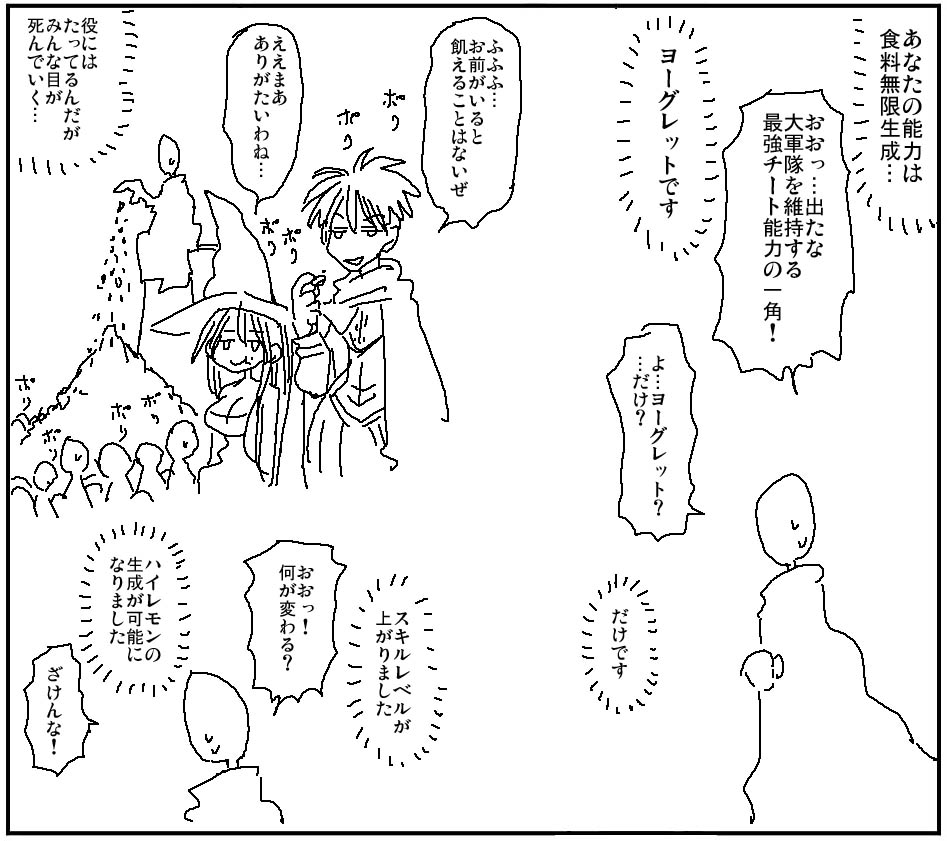 あなたの能力は
食料無限生成…
おおっ…出たな
大軍隊を維持する
最強チート能力の一角！
ヨーグレットです
よ…ヨーグレット？
…だけ？
だけです
ふふふ…
お前がいると
飢えることはないぜ
ポリ
ポリ
ええまあ
ありがたいわね…
ポリ
ポリ
役には
たってるんだが
みんな目が
死んでいく…
ポリ
ポリ
ポリ
ポリ
スキルレベルが
上がりました
おおっ！
何が変わる？
ハイレモンの
生成が可能に
なりました
ざけんな！